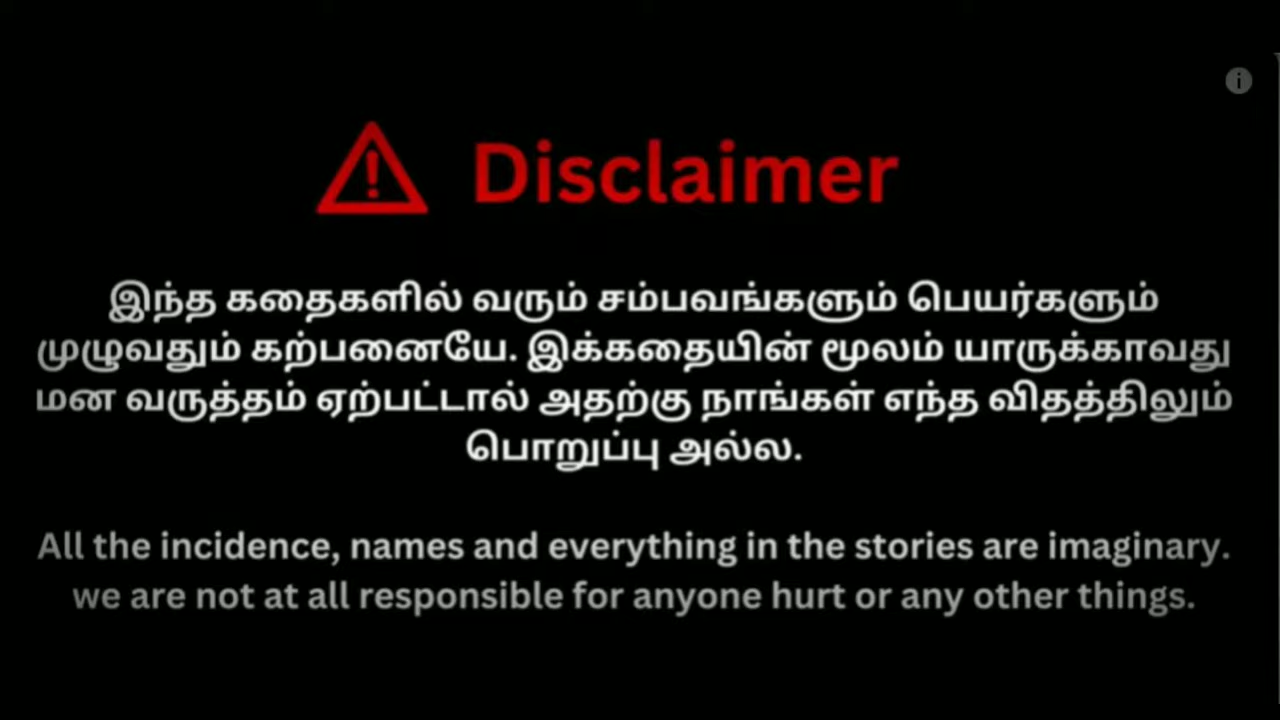 Disclaimer
இந்த கதைகளில் வரும் சம்பவங்களும் பெயர்களும்
முழுவதும் கற்பனையே. இக்கதையின் மூலம் யாருக்காவது
மன வருத்தம் ஏற்பட்டால் அதற்கு நாங்கள் எந்த விதத்திலும்
பொறுப்பு அல்ல.
All the incidence, names and everything in the stories are imaginary.
we are not at all responsible for anyone hurt or any other things.